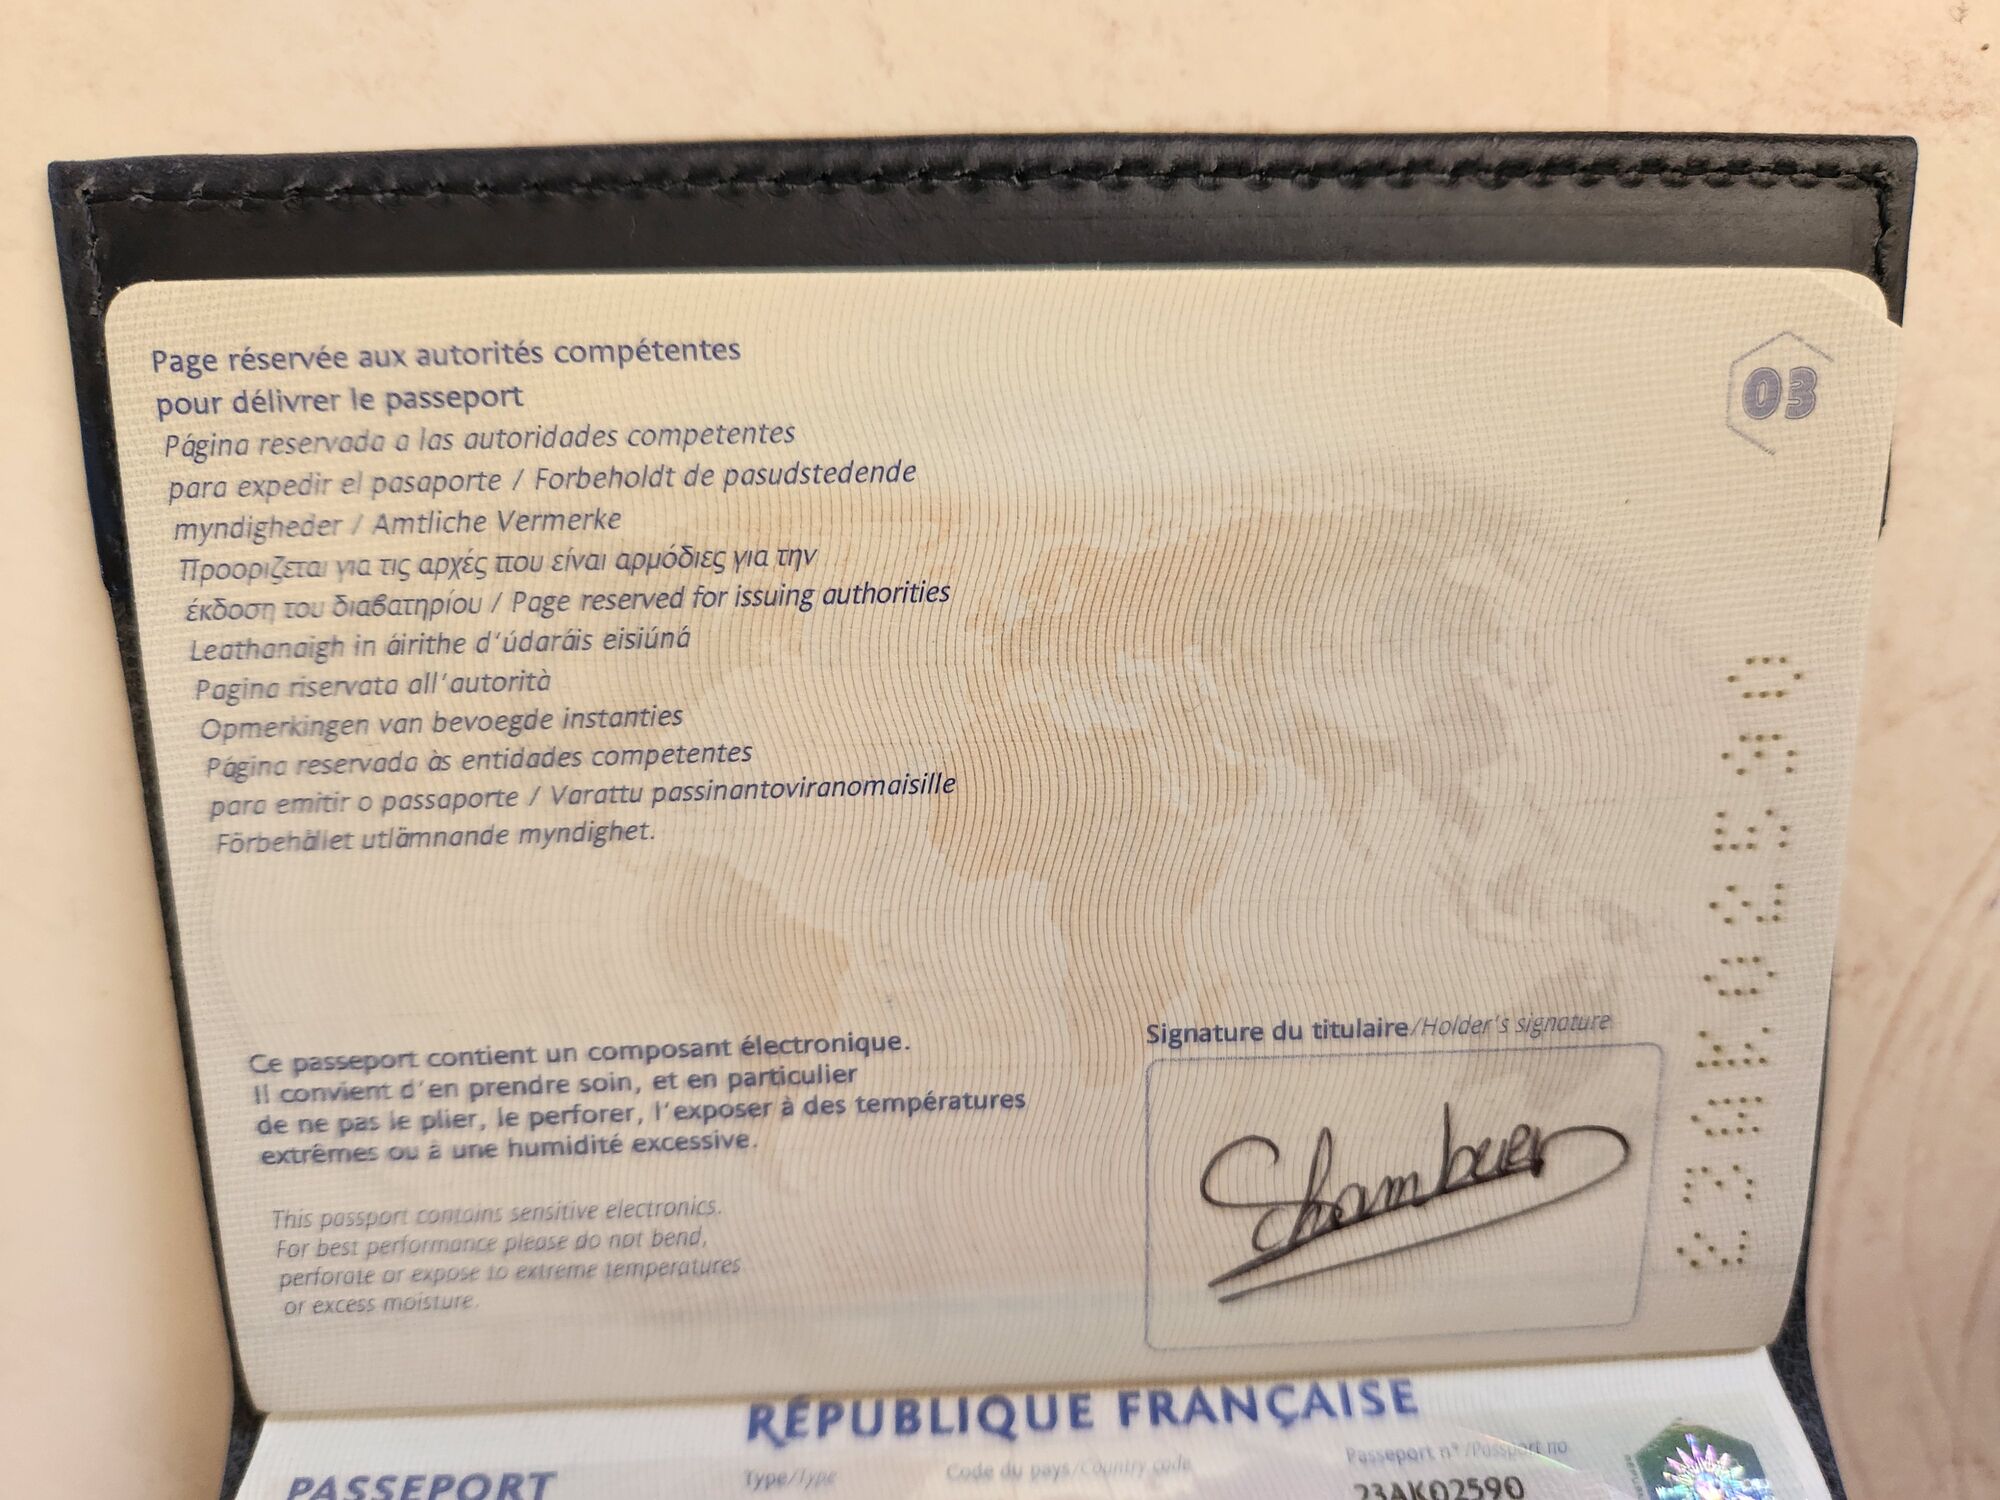 Page réservée aux autorités compétentes
pour délivrer le passeport
Página reservada a las autoridades competentes
para expedir el pasaporte / Forbeholdt de pasudstedende
myndigheder / Amtliche Vermerke
Προορίζεται για τις αρχές που είναι αρμόδιες για την
έκδοση του διαβατηρίου / Page reserved for issuing authorities
Leathanaigh in áirithe d'údaráis eisiúná
Pagina riservata all'autorità
Opmerkingen van bevoegde instanties
Página reservada às entidades competentes
para emitir o passaporte / Varattu passinantoviranomaisille
Förbehållet utlämnande myndighet.
03
23AK02590
Ce passeport contient un composant électronique.
Il convient d'en prendre soin, et en particulier
de ne pas le plier, le perforer, l'exposer à des températures
extrêmes ou à une humidité excessive.
This passport contains sensitive electronics.
For best performance please do not bend,
perforate or expose to extreme temperatures
or excess moisture.
Signature du titulaire/Holder's signature
RÉPUBLIQUE FRANÇAISE
PASSEPORT
Type/Type
Code du pays/Country code
Passeport n°/Passport no
23AK02590